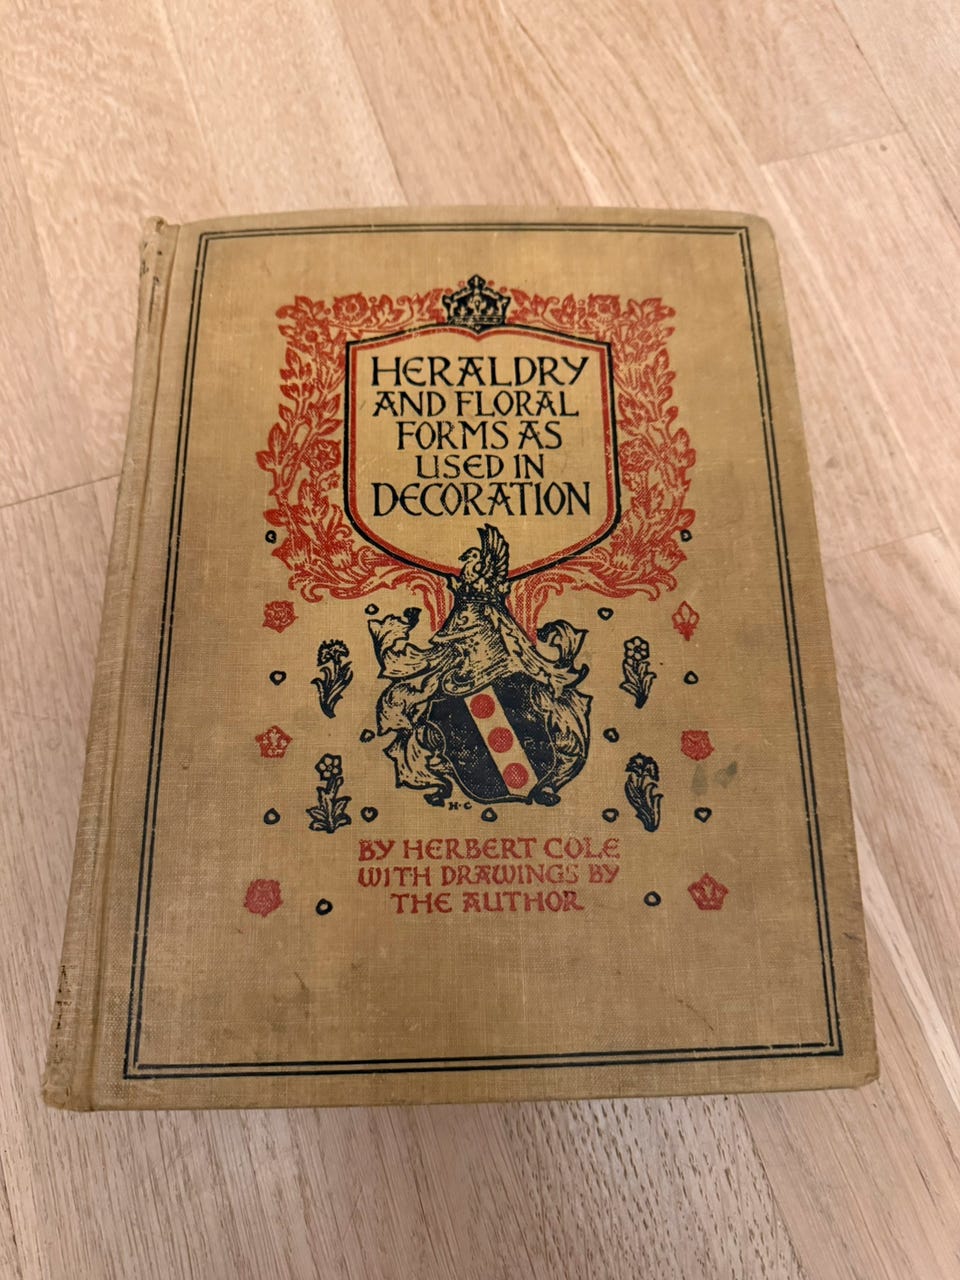 HERALDRY
AND FLORAL
FORMS AS
USED IN
DECORATION
H·C
BY HERBERT COLE
WITH DRAWINGS BY
THE AUTHOR